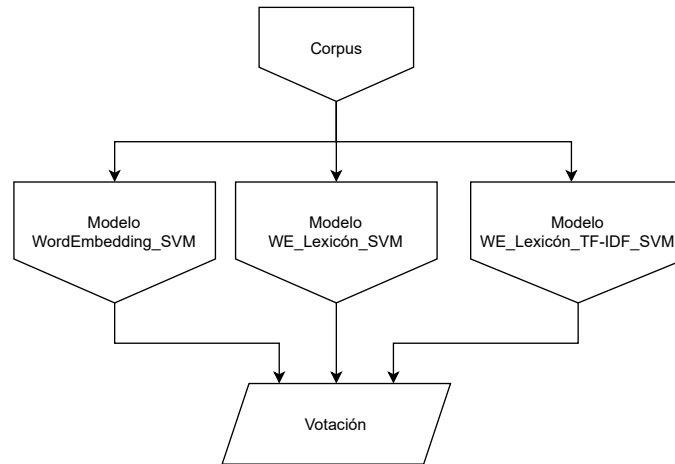 Corpus
Modelo
WordEmbedding_SVM
Modelo
WE_Lexicón_SVM
Modelo
WE_Lexicón_TF-IDF_SVM
Votación